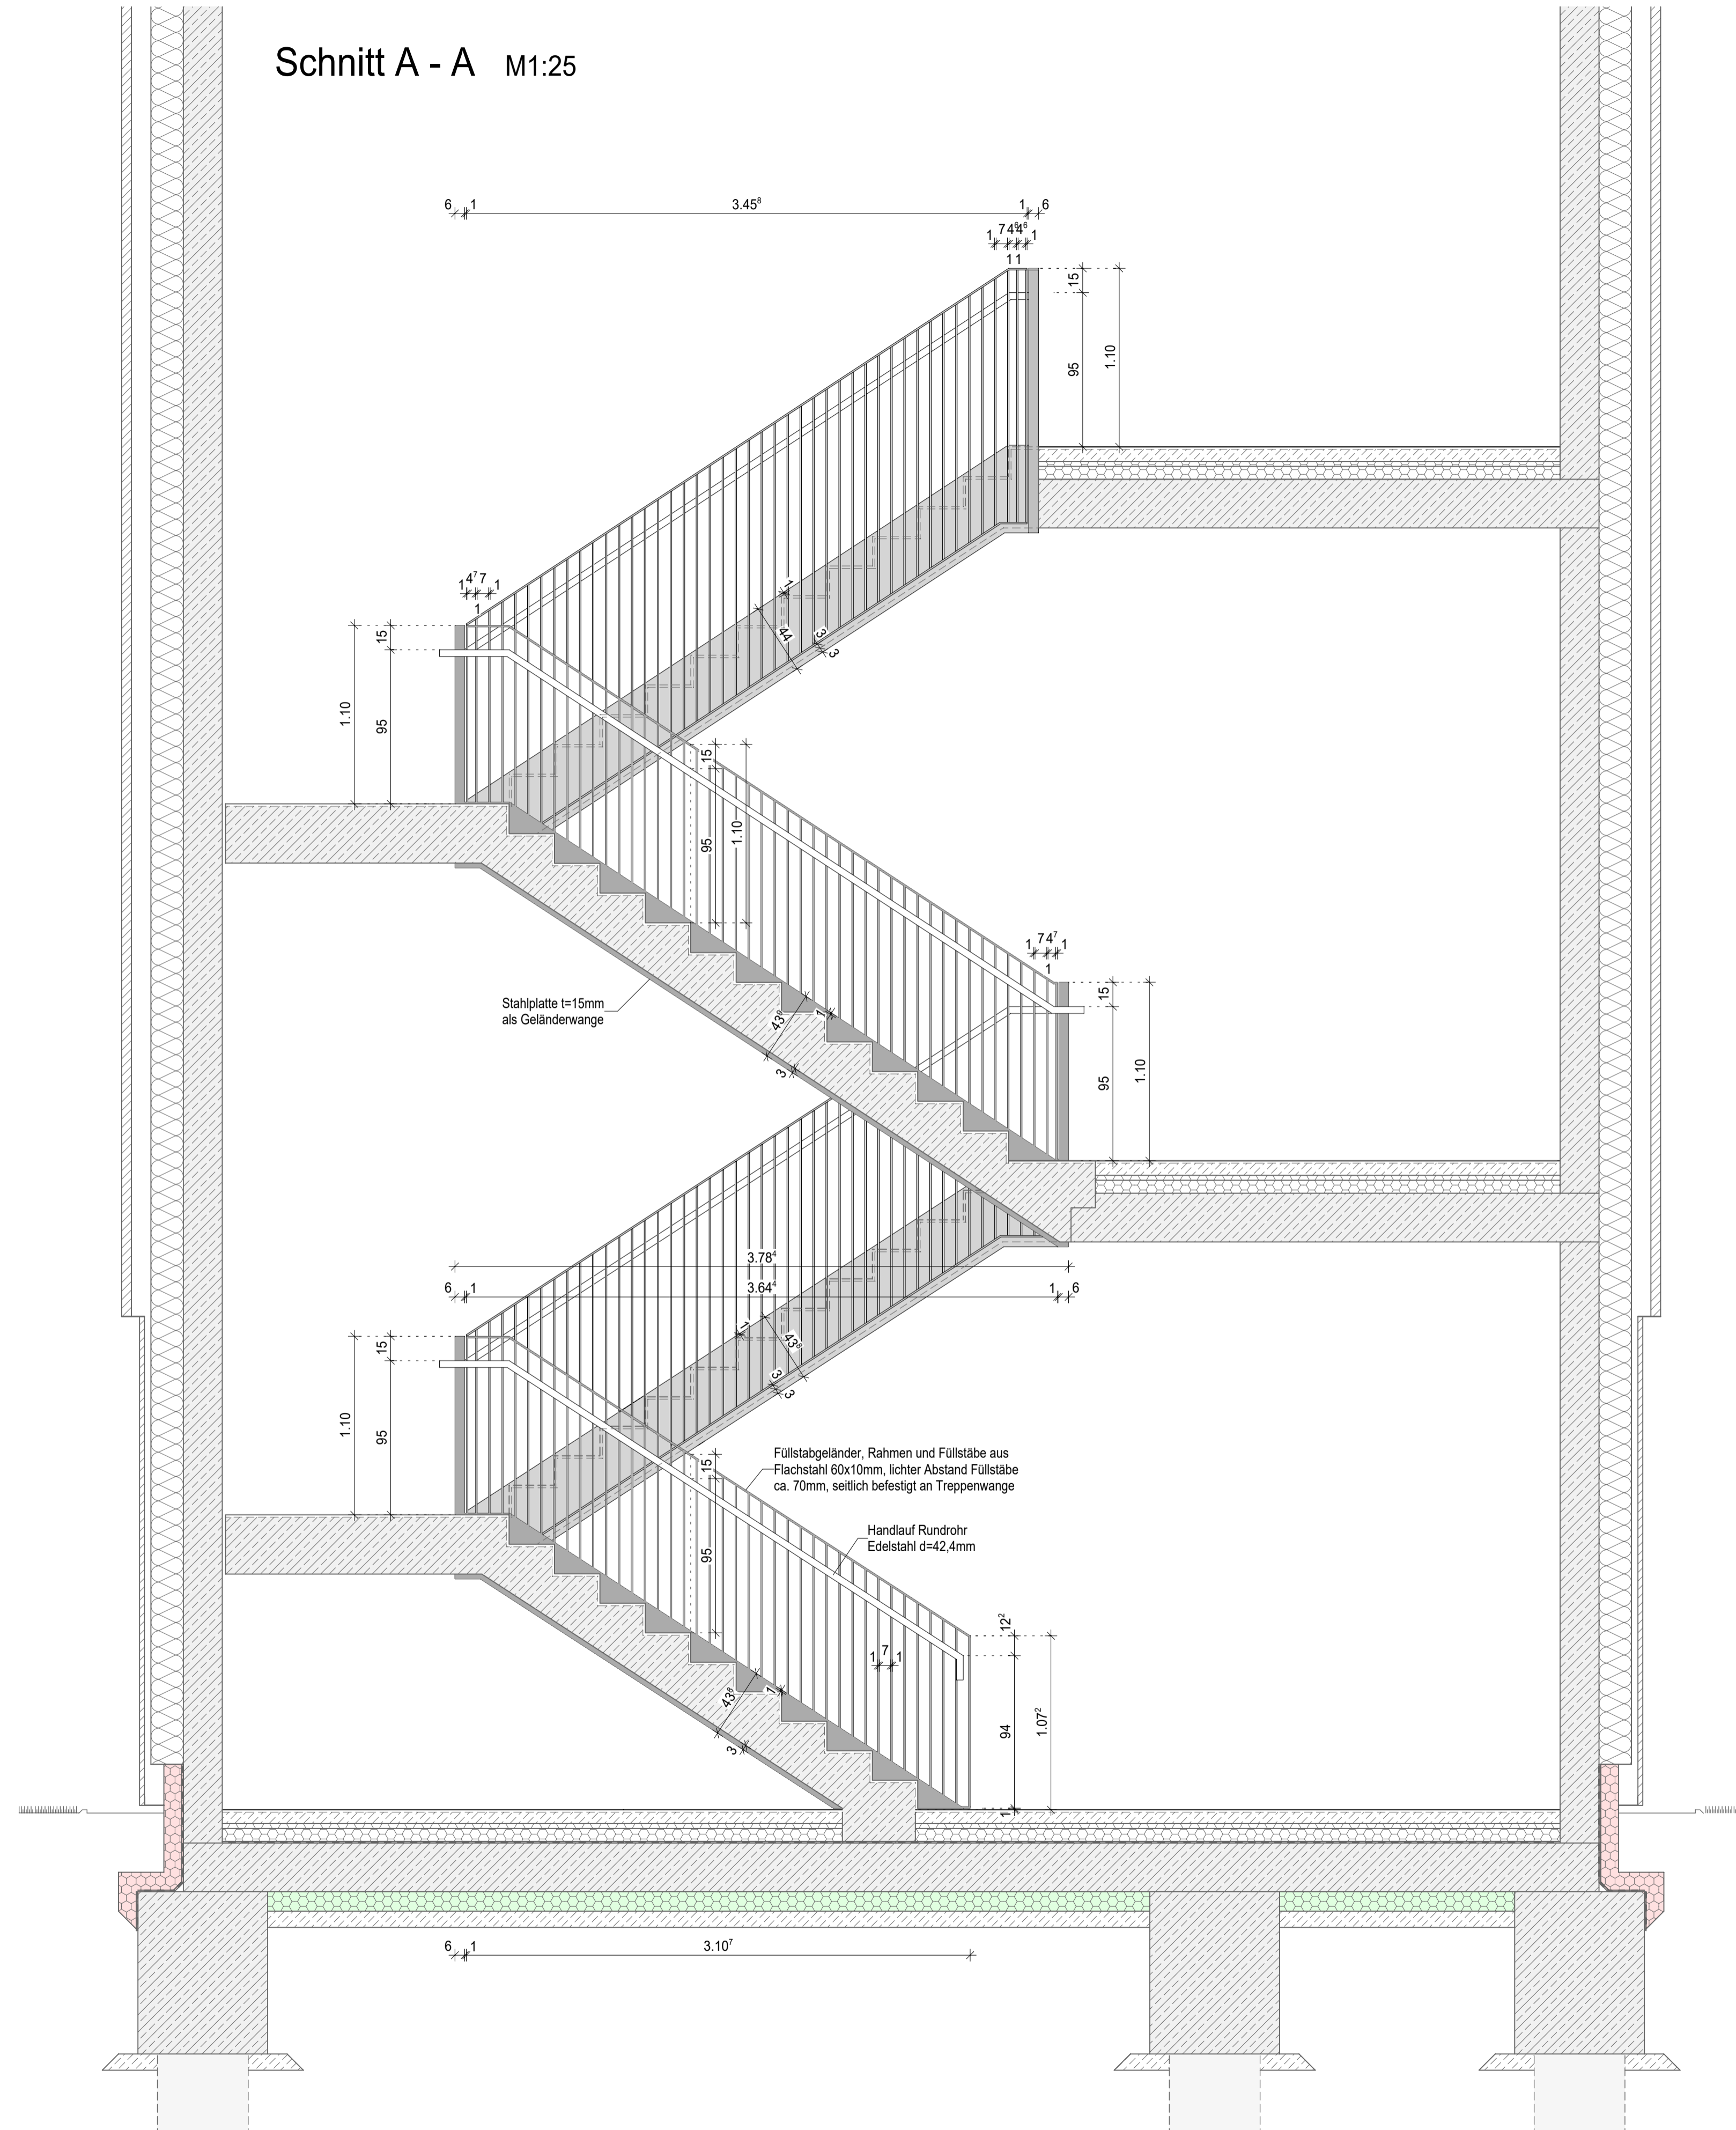 Schnitt A - A M1:25
6 1 3.45⁸ 1 6
1 7 4⁶ 4⁶ 1
1 1
15
95
1.10
1 4⁷ 7 1
1
15
1.10
95
1
44
3
3
15
95
1.10
1 7 4⁷ 1
1
15
95
1.10
Stahlplatte t=15mm
als Geländerwange
43⁸
1
3
3.78⁴
6 1 3.64⁴ 1 6
15
1.10
95
1
43⁸
3
3
15
95
Füllstabgeländer, Rahmen und Füllstäbe aus
Flachstahl 60x10mm, lichter Abstand Füllstäbe
ca. 70mm, seitlich befestigt an Treppenwange
Handlauf Rundrohr
Edelstahl d=42,4mm
12²
1 7 1
94
1.07²
1
43⁸
1
3
6 1 3.10⁷